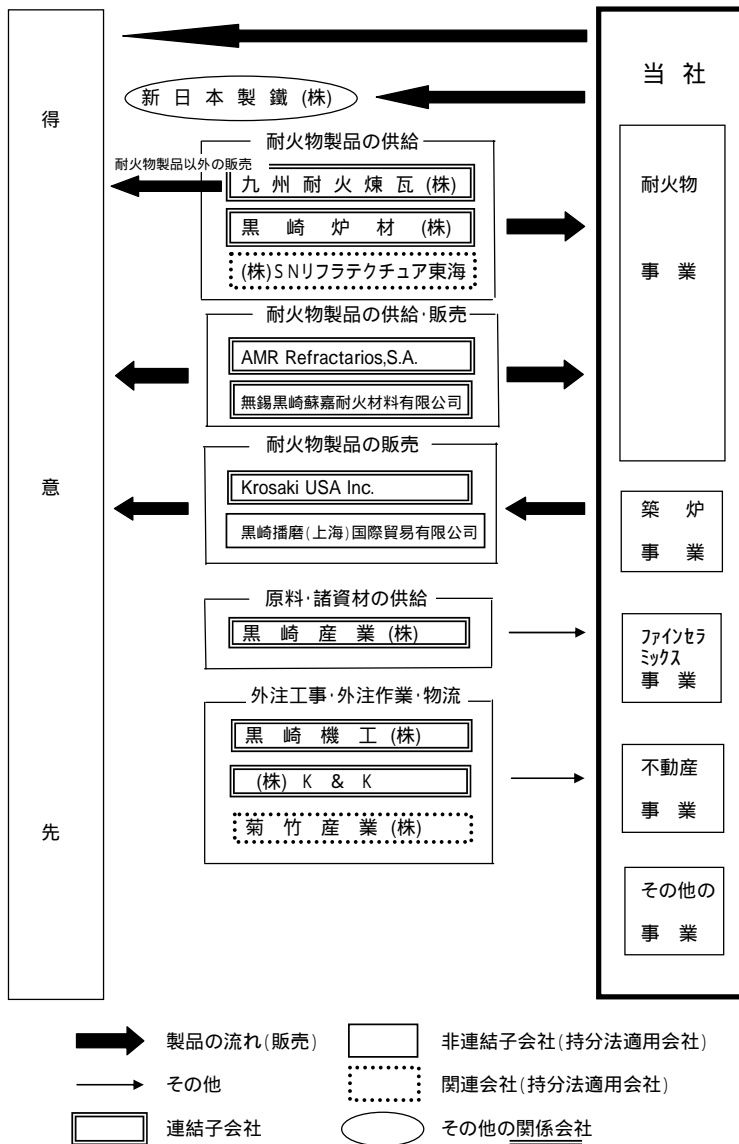 当 社
新 日 本 製 鐵 (株)
得
意
先
耐火物製品の供給
耐火物製品以外の販売
九 州 耐 火 煉 瓦 (株)
黒 崎 炉 材 (株)
(株)SNリフラテクチュア東海
耐火物
事 業
耐火物製品の供給・販売
AMR Refractarios,S.A.
無錫黒崎蘇嘉耐火材料有限公司
耐火物製品の販売
Krosaki USA Inc.
黒崎播磨(上海)国際貿易有限公司
築 炉
事 業
原料・諸資材の供給
黒 崎 産 業 (株)
ファインセラ
ミックス
事 業
外注工事・外注作業・物流
黒 崎 機 工 (株)
(株) K & K
菊 竹 産 業 (株)
不動産
事 業
その他の
事 業
製品の流れ(販売)
非連結子会社(持分法適用会社)
その他
関連会社(持分法適用会社)
連結子会社
その他の関係会社